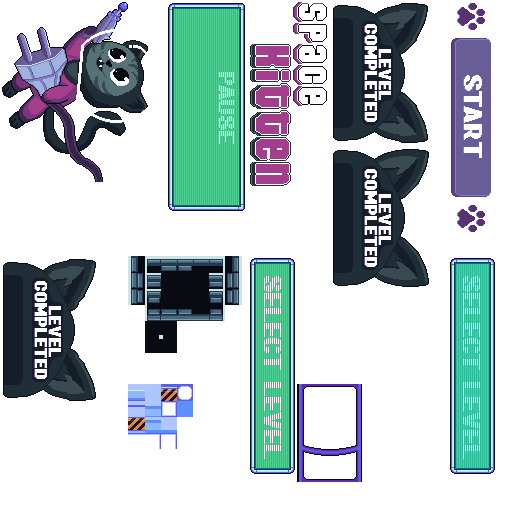 PAUSE
space
kitten
LEVEL
COMPLETED
START
LEVEL
COMPLETED
LEVEL
COMPLETED
SELECT LEVEL
SELECT LEVEL